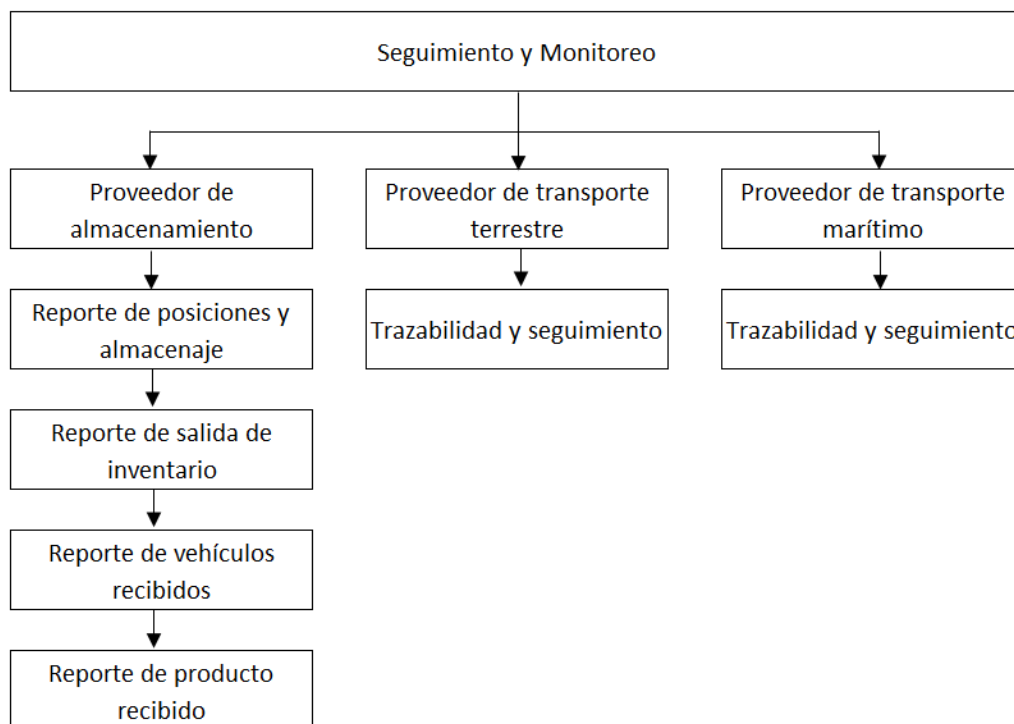 Seguimiento y Monitoreo
Proveedor de
almacenamiento
Proveedor de transporte
terrestre
Proveedor de transporte
marítimo
Reporte de posiciones y
almacenaje
Trazabilidad y seguimiento
Trazabilidad y seguimiento
Reporte de salida de
inventario
Reporte de vehículos
recibidos
Reporte de producto
recibido